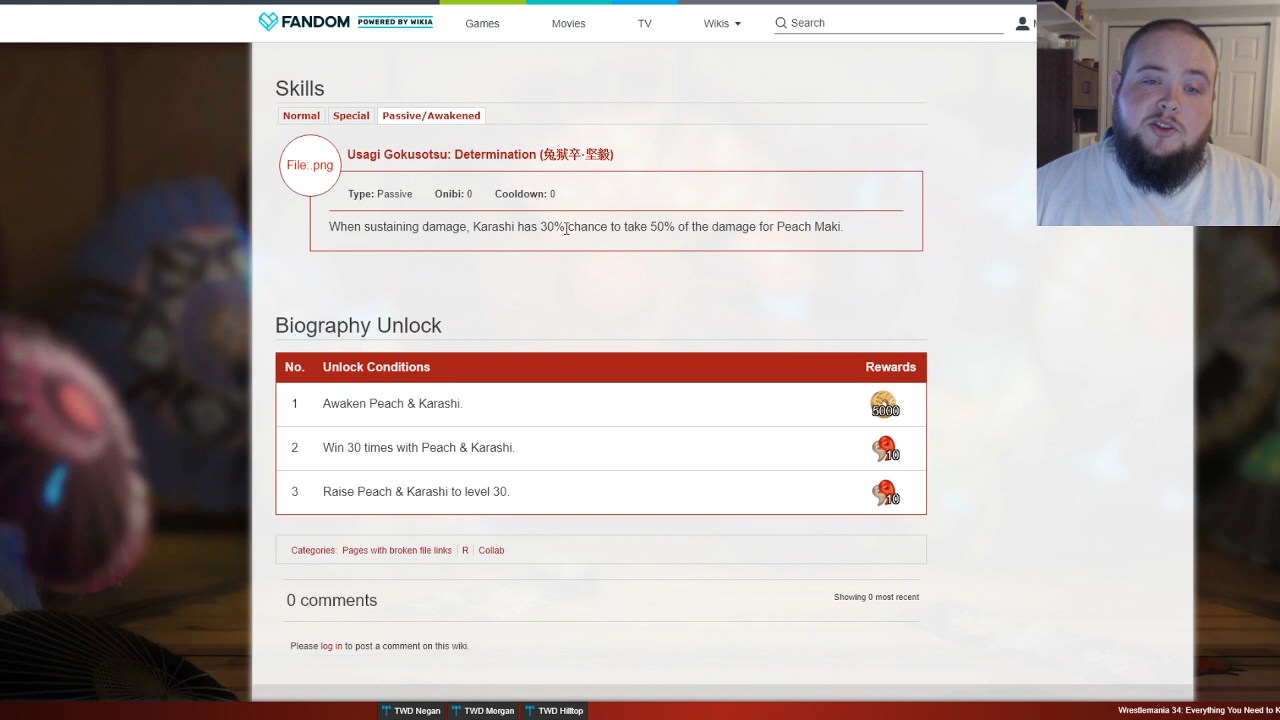 FANDOM POWERED BY WIKIA Games Movies TV Wikis Search
Skills
Normal Special Passive/Awakened
File:.png
Usagi Gokusotsu: Determination (兔獄卒·坚毅)
Type: Passive Onibi: 0 Cooldown: 0
When sustaining damage, Karashi has 30% chance to take 50% of the damage for Peach Maki.
Biography Unlock
No. Unlock Conditions Rewards
1 Awaken Peach & Karashi. 5000
2 Win 30 times with Peach & Karashi. 10
3 Raise Peach & Karashi to level 30. 10
Categories: Pages with broken file links R Collab
0 comments
Showing 0 most recent
Please log in to post a comment on this wiki.
TWD Negan TWD Morgan TWD Hilltop
Wrestlemania 34: Everything You Need to K